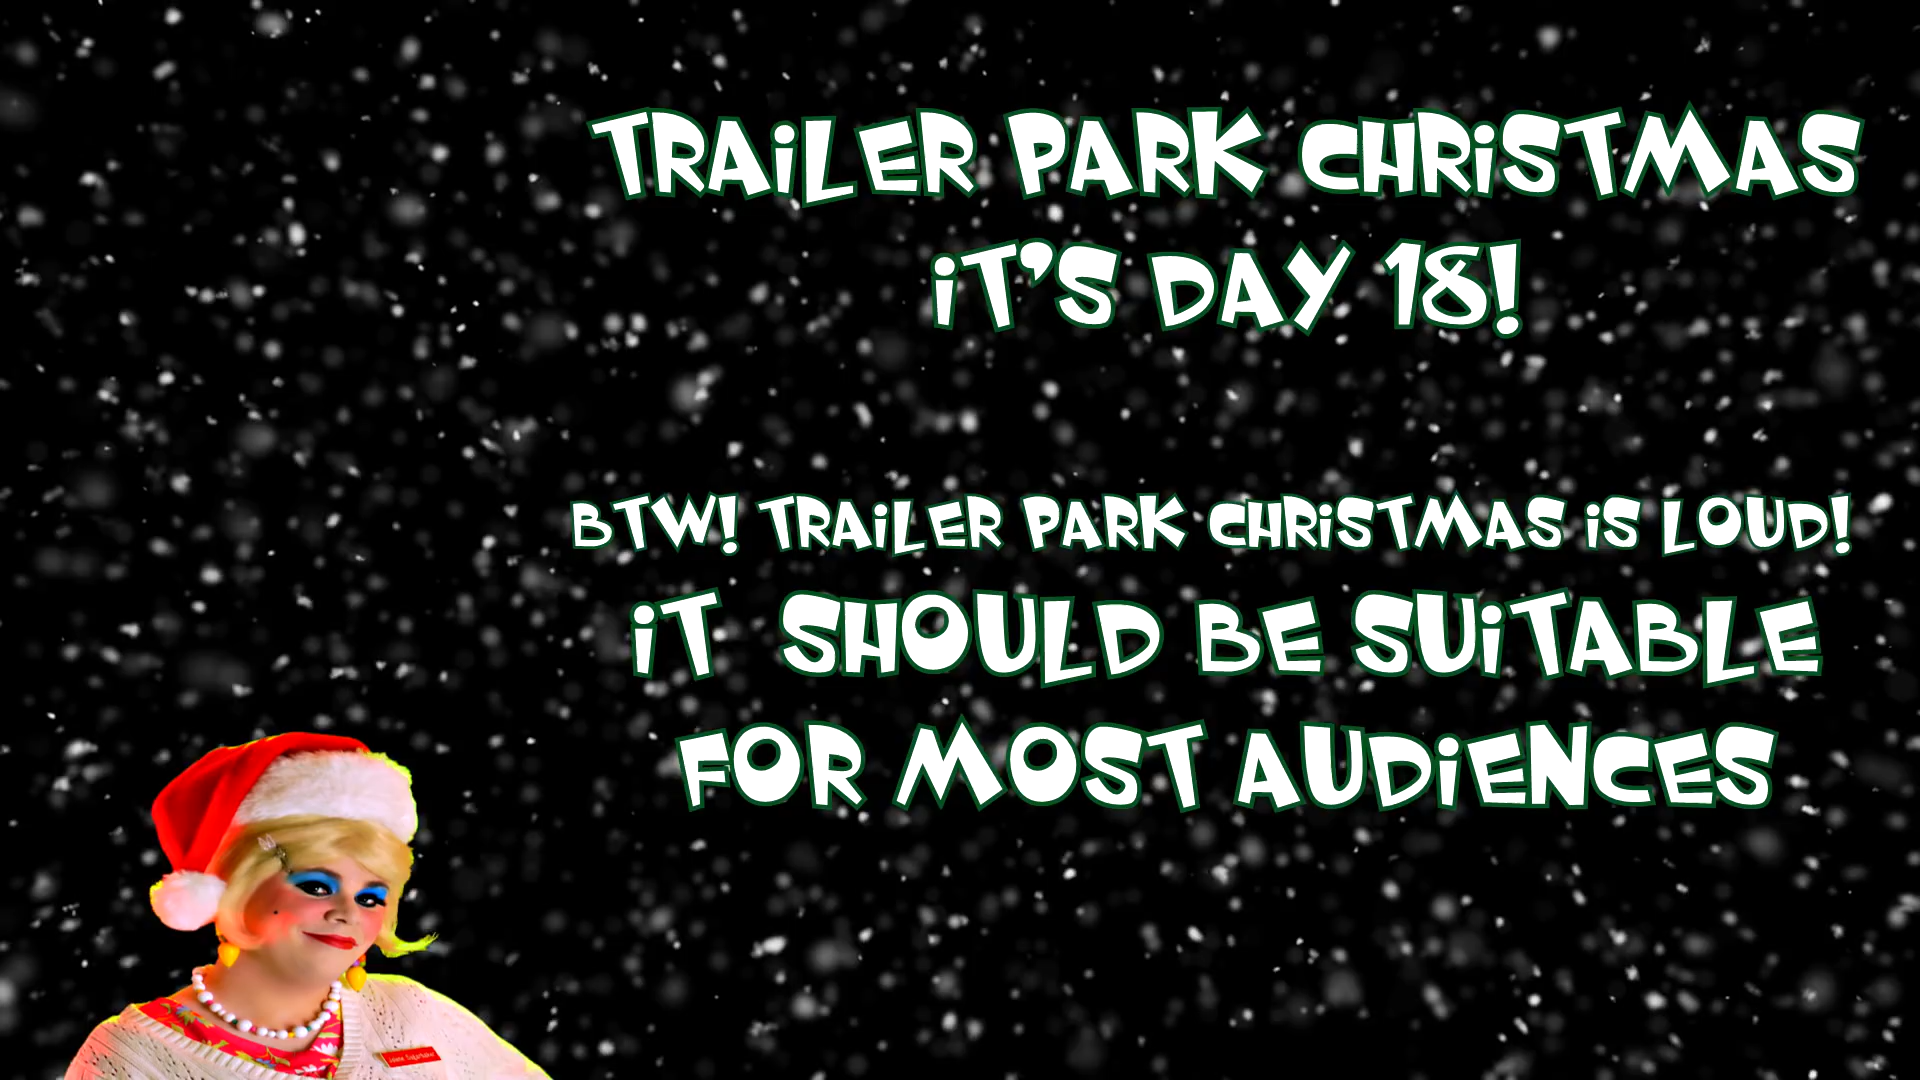 TRAiLER PARK CHRiSTMAS
iT'S DAY 18!
BTW! TRAiLER PARK CHRiSTMAS iS LOUD!
iT SHOULD BE SUiTABLE
FOR MOST AUDiENCES